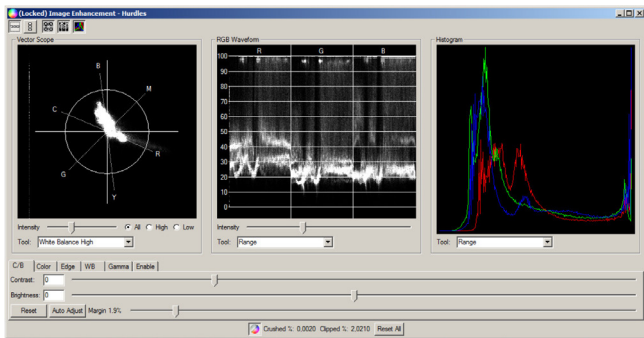 (Locked) Image Enhancement - Hurdles
Vector Scope
RGB Waveform
Histogram
B
M
C
R
G
Y
R G B
100
90
80
70
60
50
40
30
20
10
0
Intensity All High Low
Tool: White Balance High
Intensity
Tool: Range
Tool: Range
C/B Color Edge WB Gamma Enable
Contrast: 0
Brightness: 0
Reset Auto Adjust Margin 1.9%
Crushed %: 0.0020 Clipped %: 2.0210 Reset All